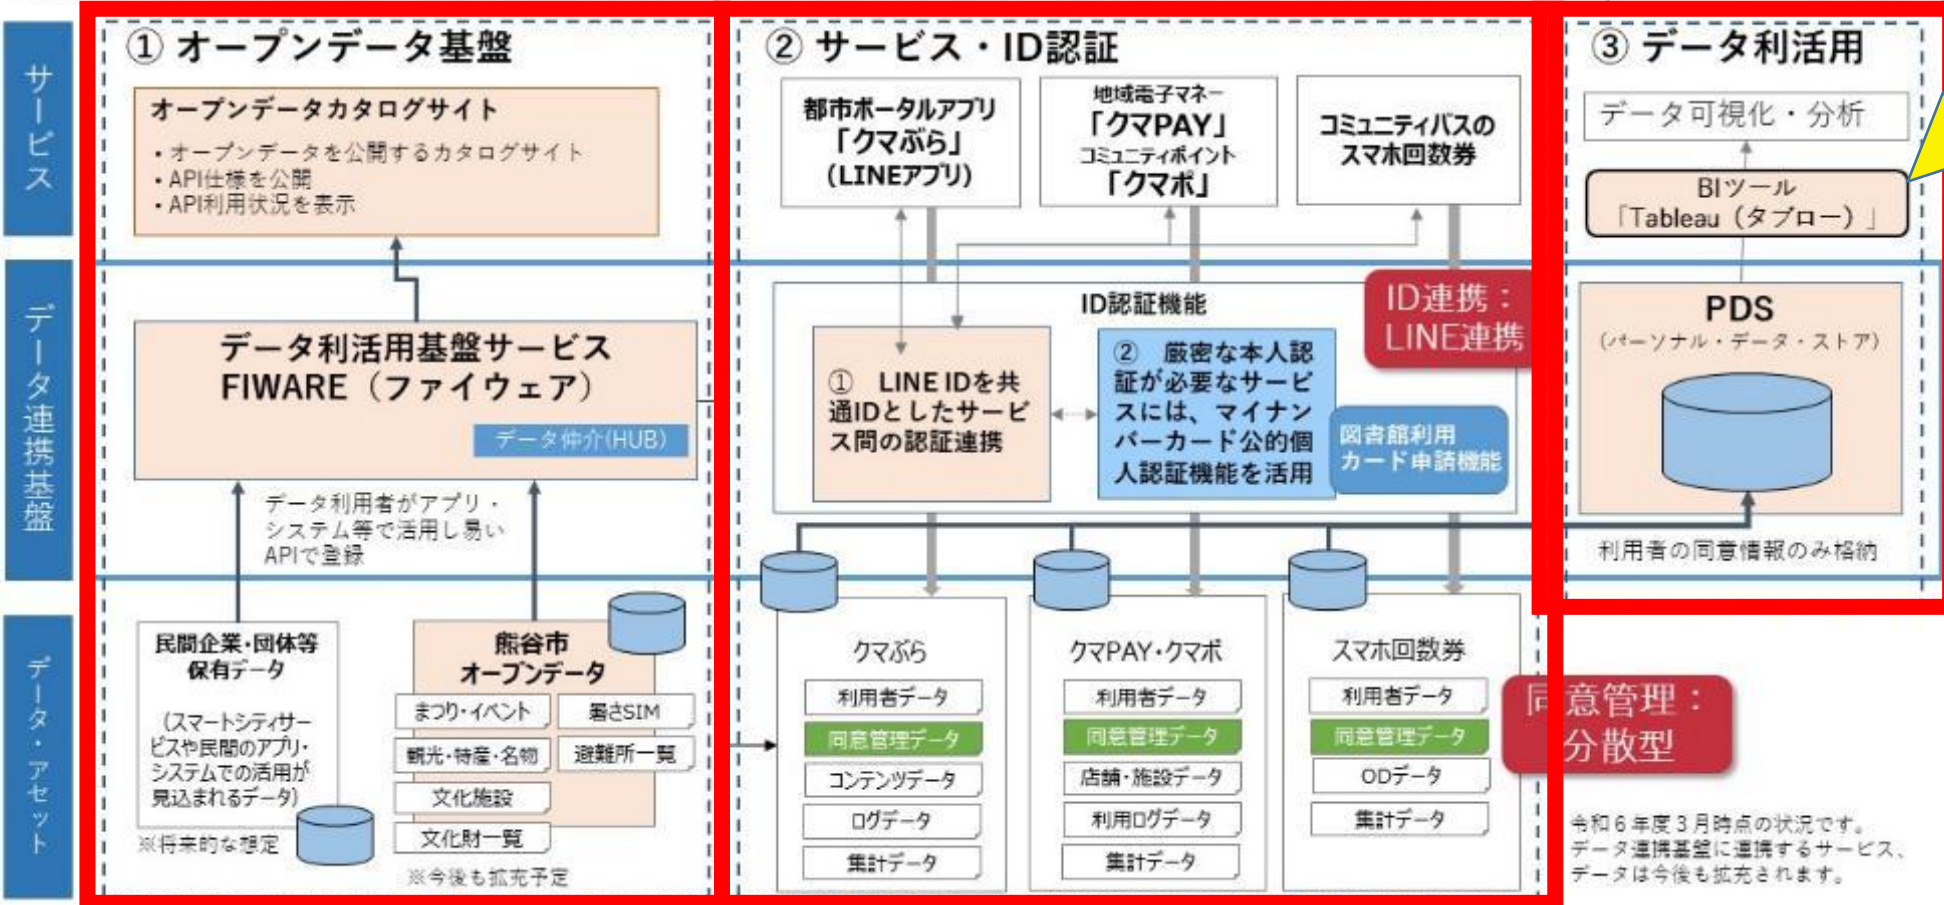 サービス
データ連携基盤
データ・アセット
① オープンデータ基盤
オープンデータカタログサイト
・オープンデータを公開するカタログサイト
・API仕様を公開
・API利用状況を表示
データ利活用基盤サービス
FIWARE（ファイウェア）
データ仲介(HUB)
データ利用者がアプリ・
システム等で活用し易い
APIで登録
民間企業・団体等
保有データ
（スマートシティサー
ビスや民間のアプリ・
システムでの活用が
見込まれるデータ）
※将来的な想定
熊谷市
オープンデータ
まつり・イベント
暑さSIM
観光・特産・名物
避難所一覧
文化施設
文化財一覧
※今後も拡充予定
② サービス・ID認証
都市ポータルアプリ
「クマぶら」
（LINEアプリ）
地域電子マネー
「クマPAY」
コミュニティポイント
「クマポ」
コミュニティバスの
スマホ回数券
ID認証機能
ID連携：
LINE連携
① LINE IDを共
通IDとしたサービ
ス間の認証連携
② 厳密な本人認
証が必要なサービ
スには、マイナン
バーカード公的個
人認証機能を活用
図書館利用
カード申請機能
クマぶら
利用者データ
同意管理データ
コンテンツデータ
ログデータ
集計データ
クマPAY・クマポ
利用者データ
同意管理データ
店舗・施設データ
利用ログデータ
集計データ
スマホ回数券
利用者データ
同意管理データ
ODデータ
集計データ
同意管理：
分散型
③ データ利活用
データ可視化・分析
BIツール
「Tableau（タブロー）」
PDS
（パーソナル・データ・ストア）
利用者の同意情報のみ格納
令和６年度３月時点の状況です。
データ連携基盤に連携するサービス、
データは今後も拡充されます。